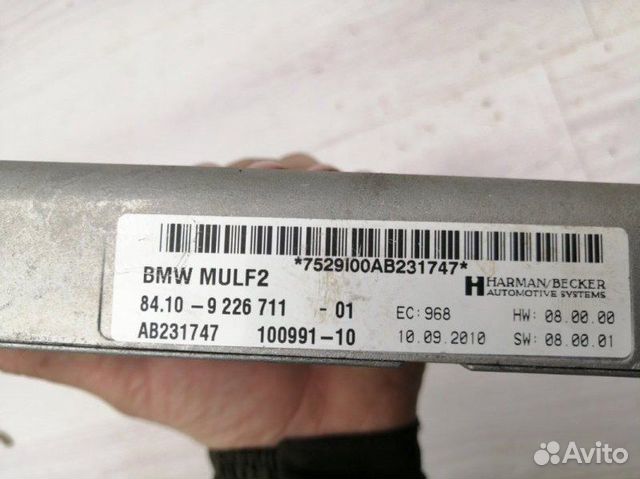 *7529I00AB231747*
BMW MULF2
HARMAN/BECKER
AUTOMOTIVE SYSTEMS
84.10 - 9 226 711 - 01 EC: 968 HW: 08.00.00
AB231747 100991-10 10.09.2010 SW: 08.00.01
Avito